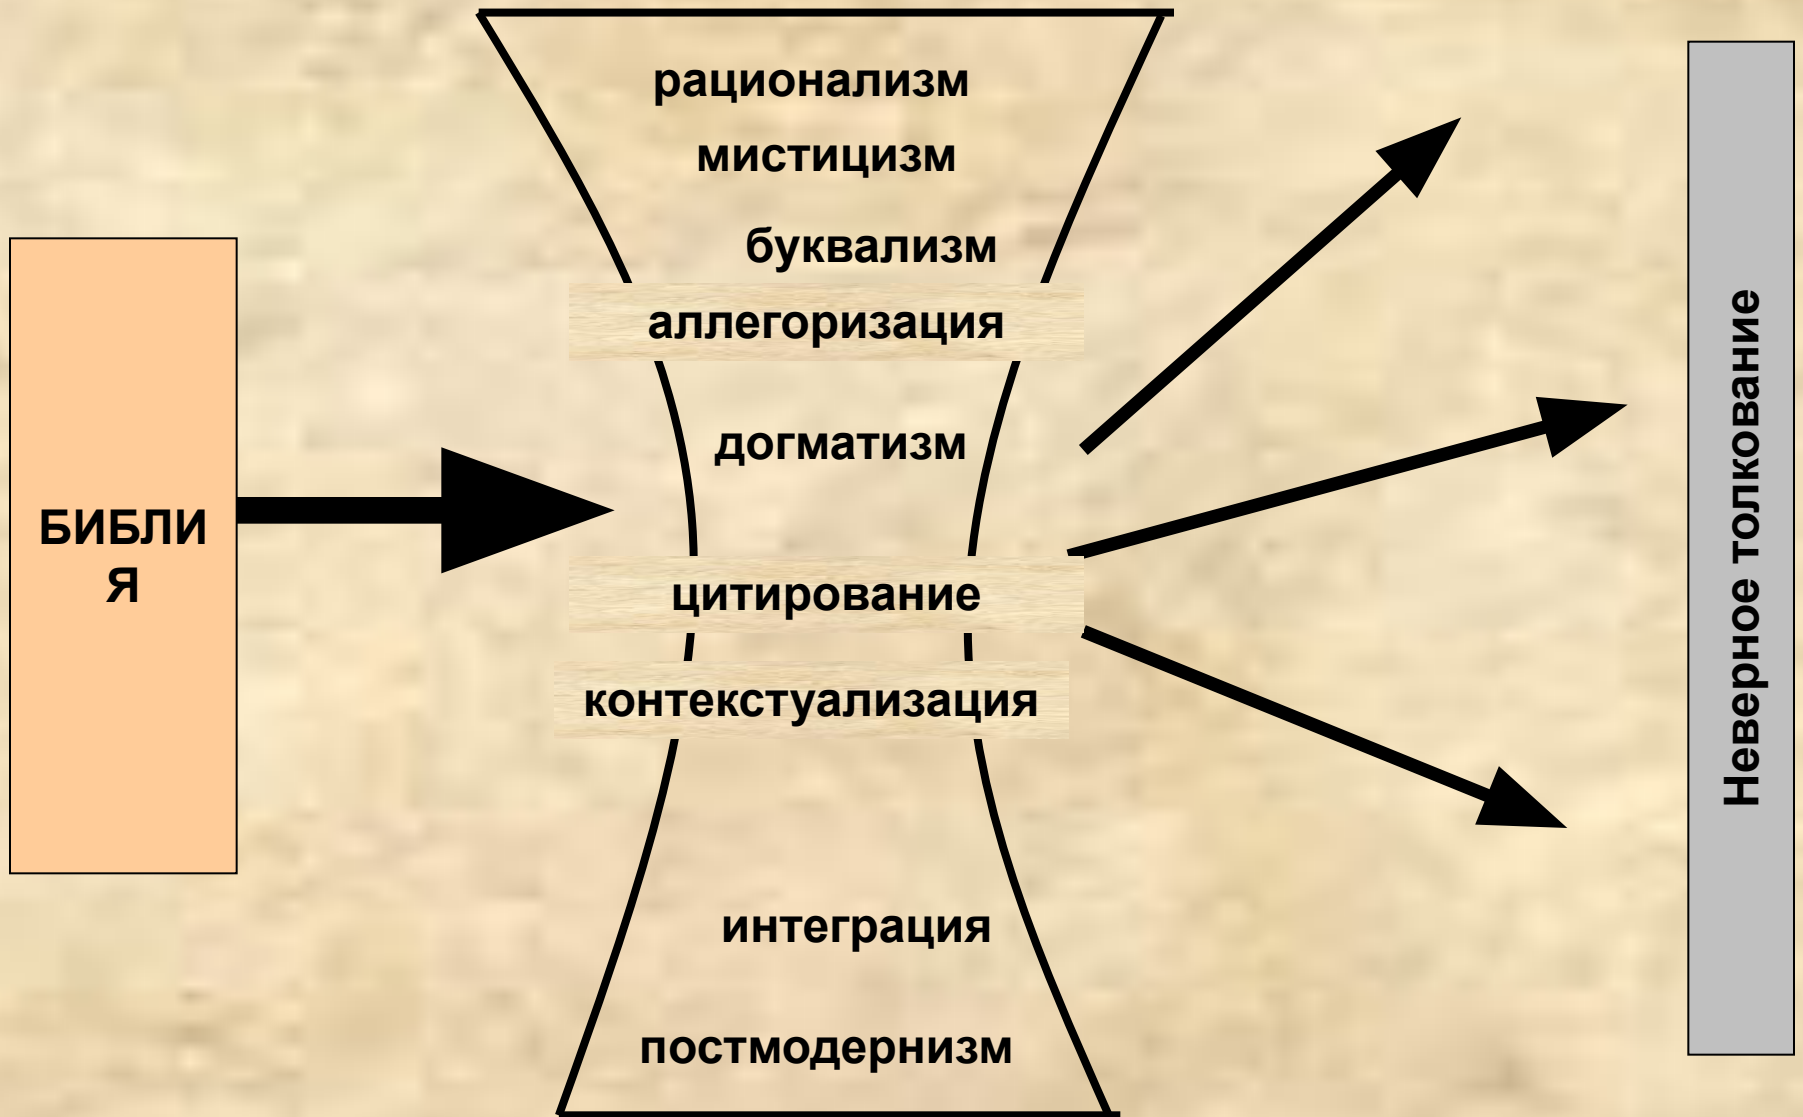 БИБЛИ
Я
рационализм
мистицизм
буквализм
аллегоризация
догматизм
цитирование
контекстуализация
интеграция
постмодернизм
Неверное толкование